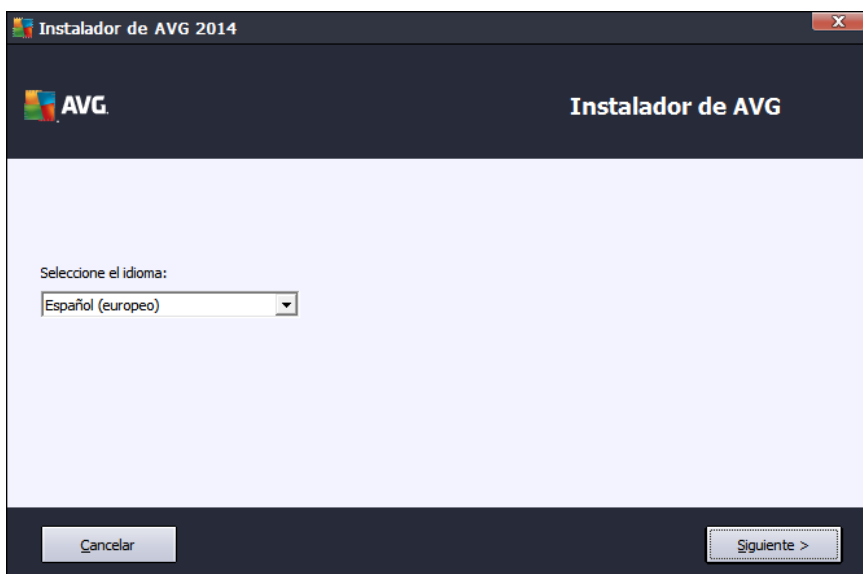 Instalador de AVG 2014
AVG.
Instalador de AVG
Seleccione el idioma:
Español (europeo)
Cancelar
Siguiente >